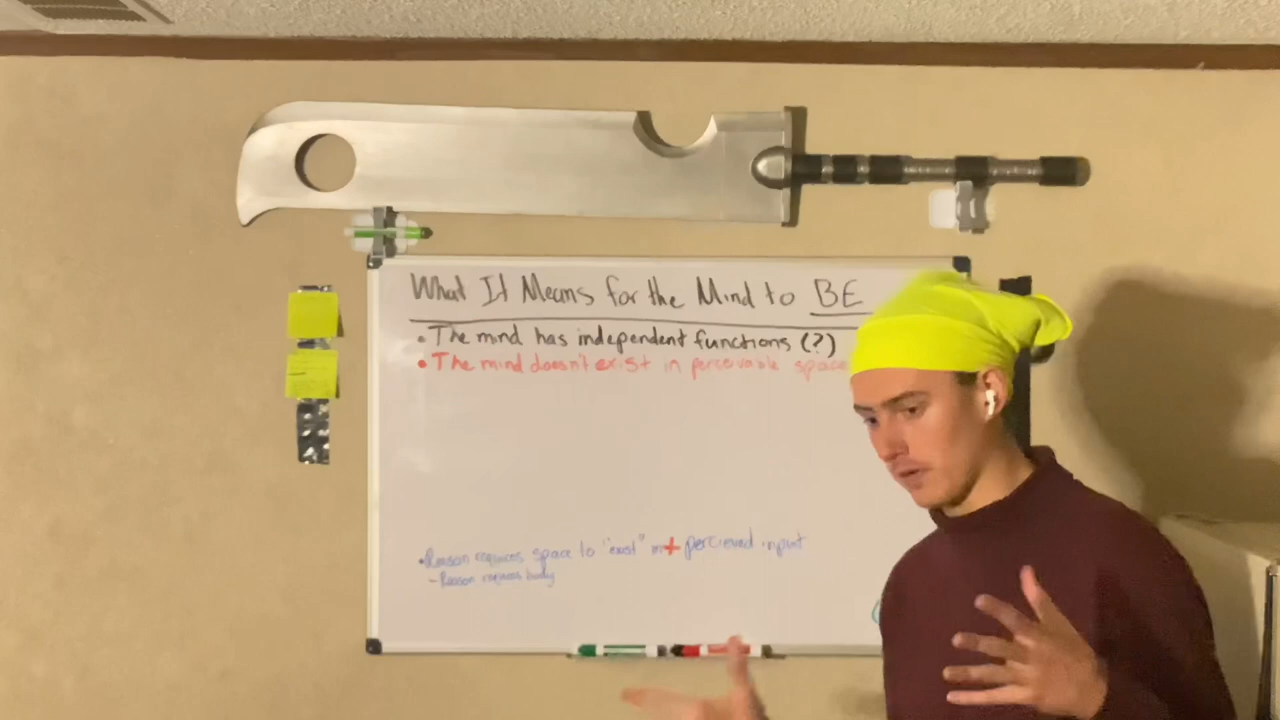 What It Means for the Mind to BE
• The mind has independent functions (?)
• The mind doesn't exist in percievable space
• Reason requires space to "exist" in + percieved input
- Reason requires body